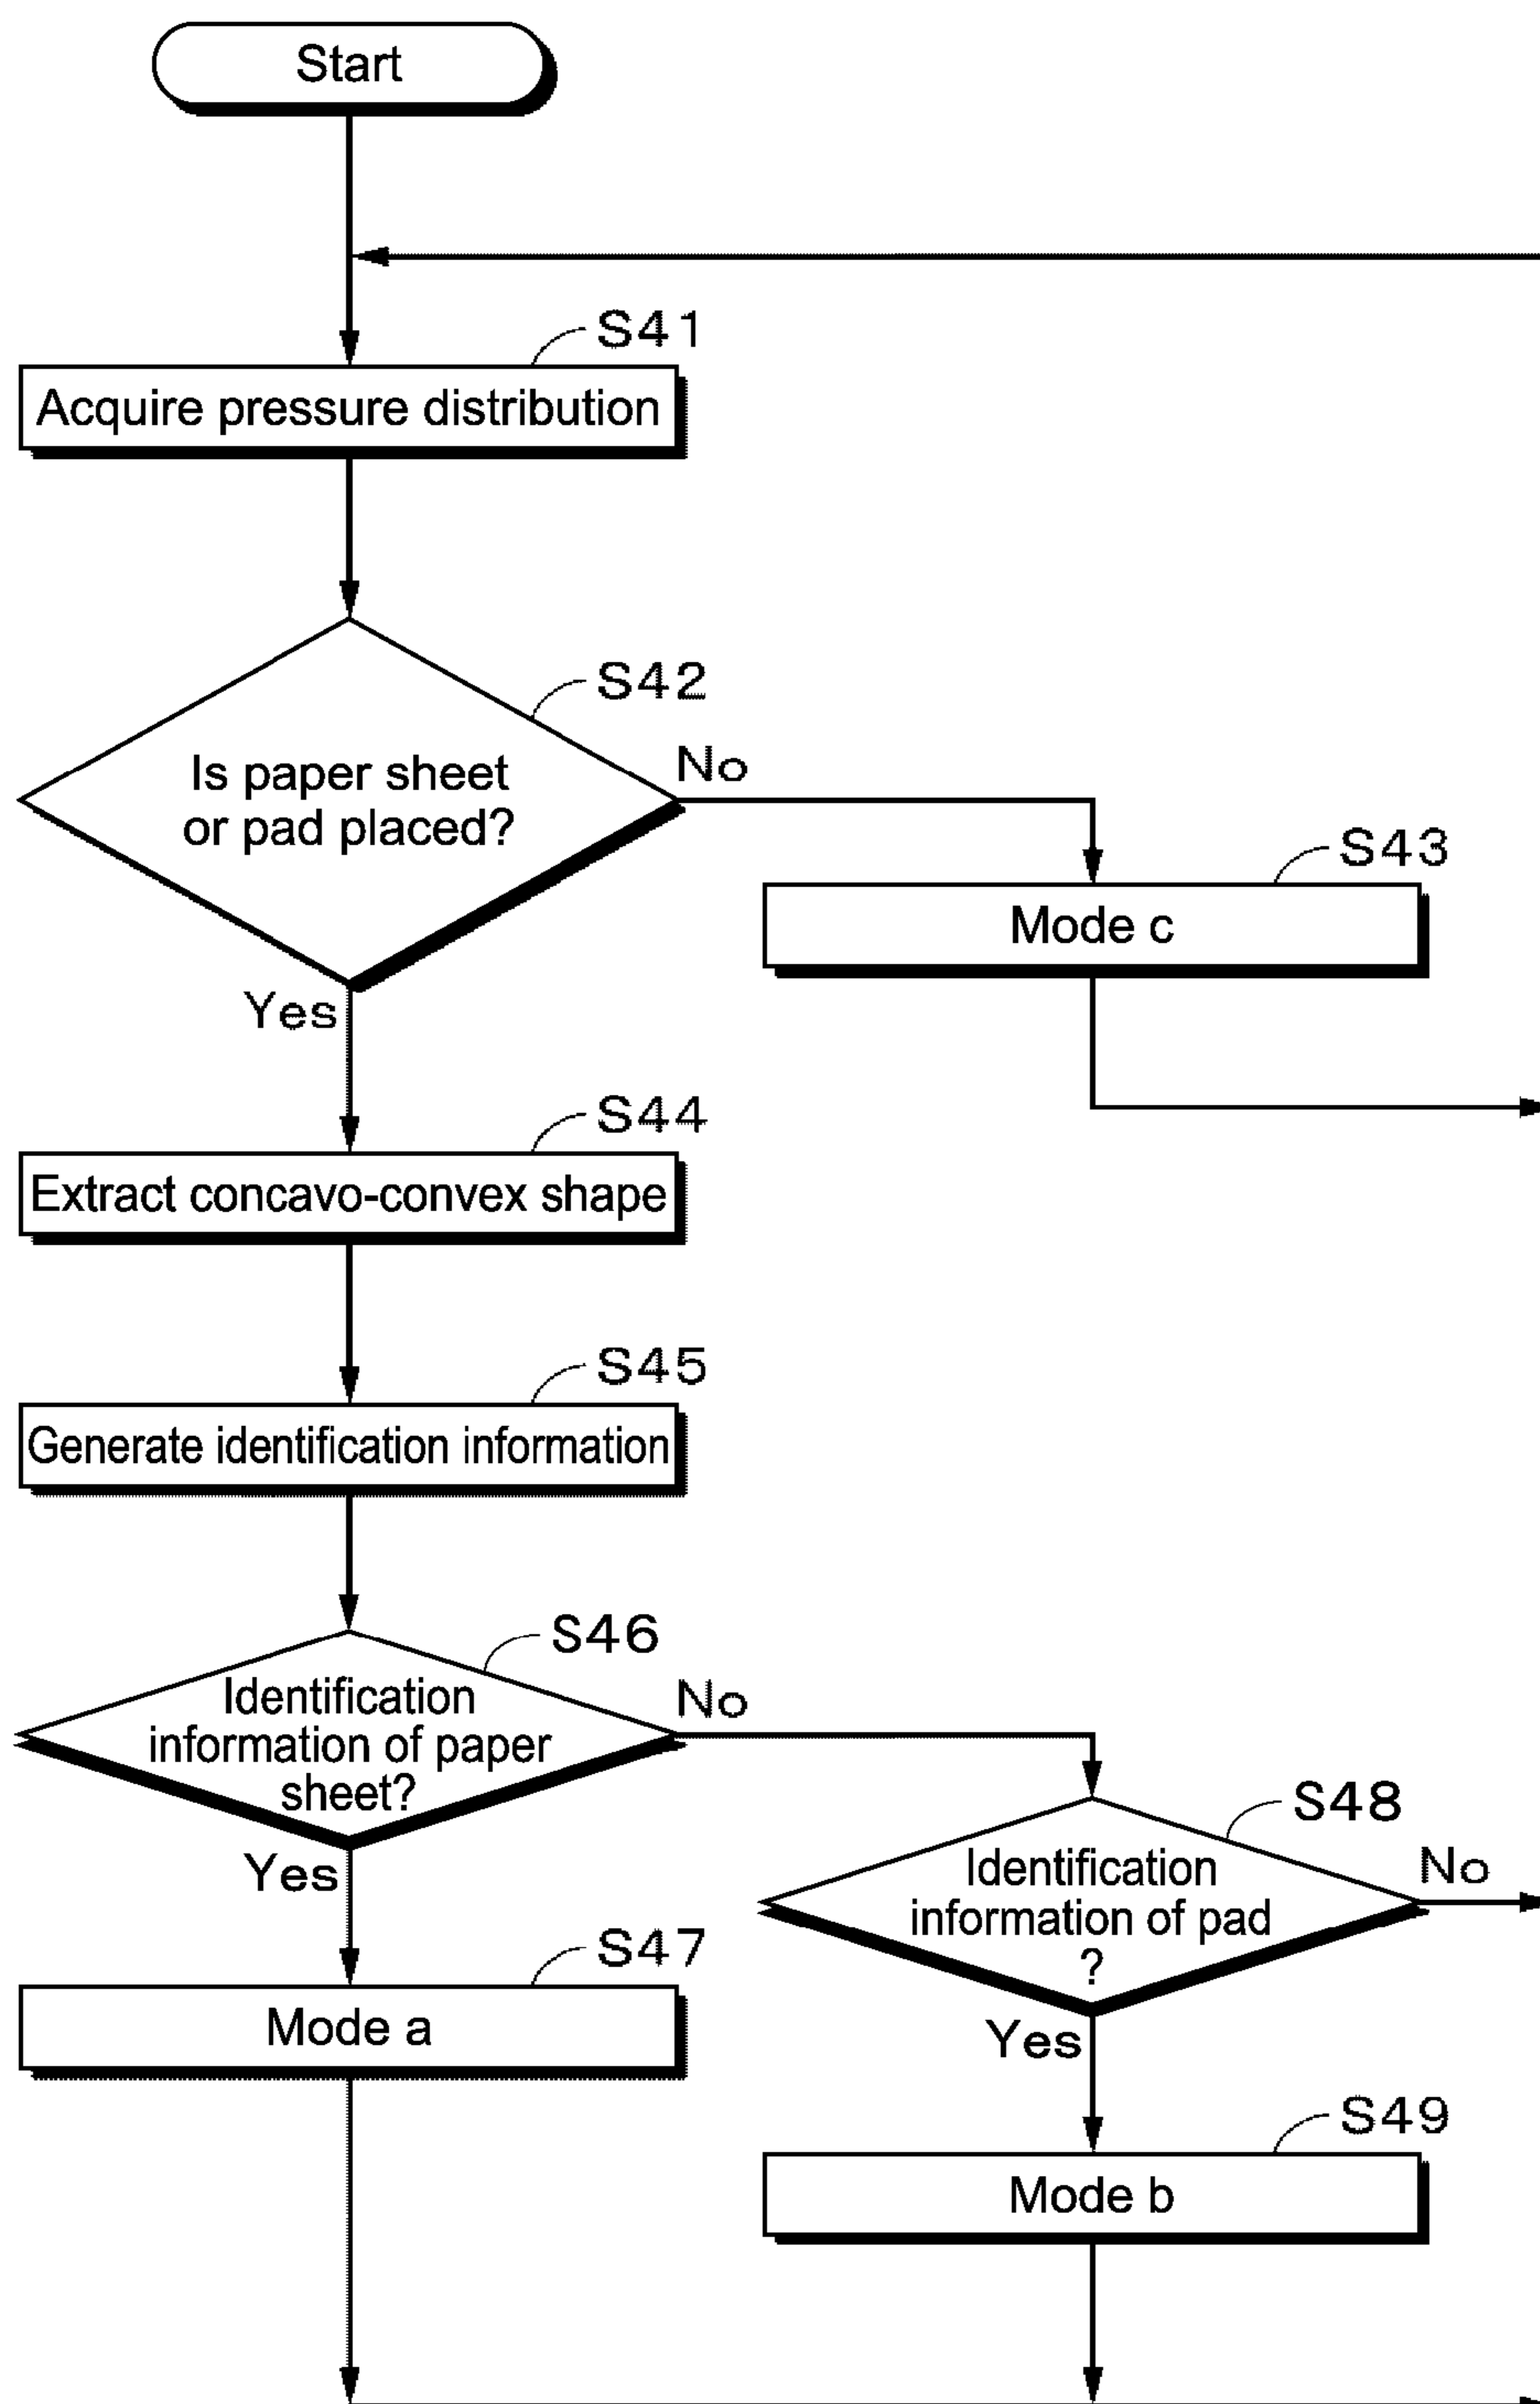 Start
S41
Acquire pressure distribution
S42
Is paper sheet
or pad placed?
No
S43
Mode c
Yes
S44
Extract concavo-convex shape
S45
Generate identification information
S46
Identification
information of paper
sheet?
No
S48
Identification
information of pad
?
No
Yes
S47
Mode a
Yes
S49
Mode b